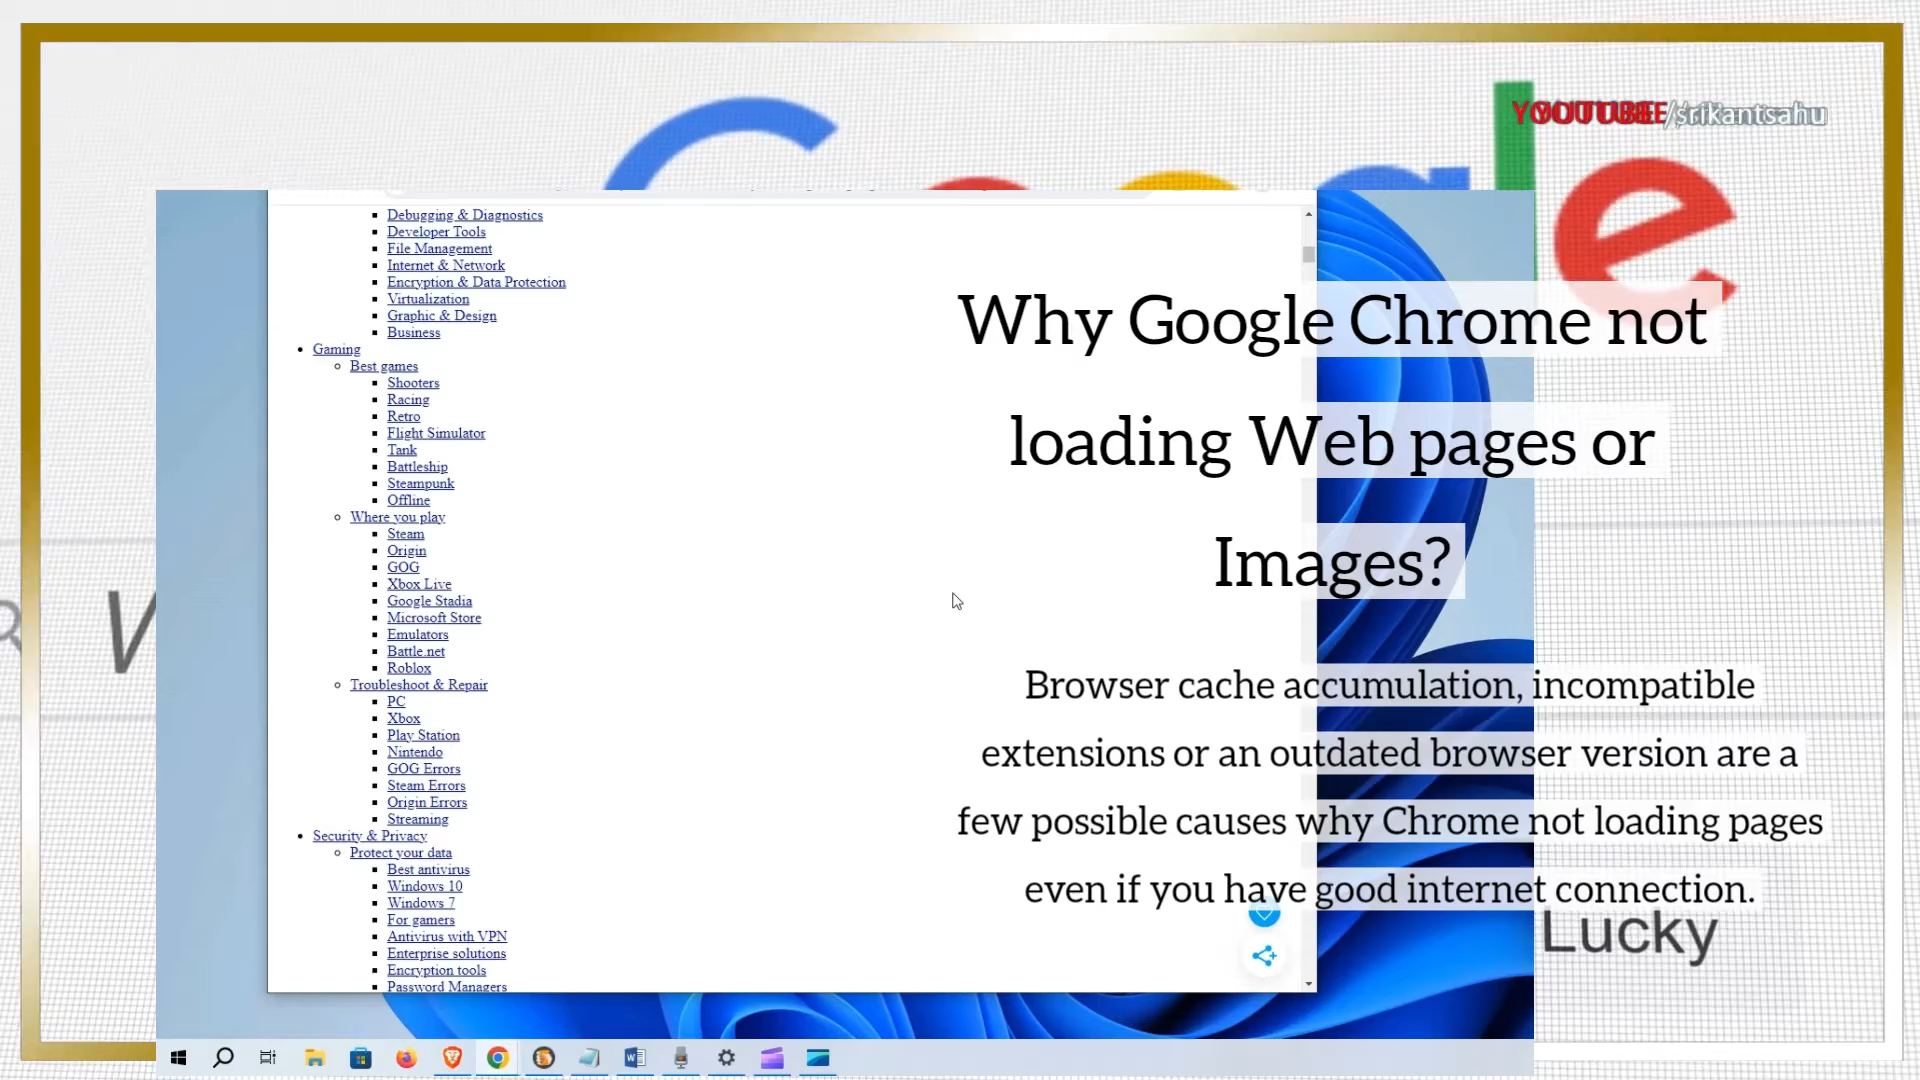 YOUTUBE/srikantsahu
Debugging & Diagnostics
Developer Tools
File Management
Internet & Network
Encryption & Data Protection
Virtualization
Graphic & Design
Business
Gaming
Best games
Shooters
Racing
Retro
Flight Simulator
Tank
Battleship
Steampunk
Offline
Where you play
Steam
Origin
GOG
Xbox Live
Google Stadia
Microsoft Store
Emulators
Battle.net
Roblox
Troubleshoot & Repair
PC
Xbox
Play Station
Nintendo
GOG Errors
Steam Errors
Origin Errors
Streaming
Security & Privacy
Protect your data
Best antivirus
Windows 10
Windows 7
For gamers
Antivirus with VPN
Enterprise solutions
Encryption tools
Password Managers
Why Google Chrome not
loading Web pages or
Images?
Browser cache accumulation, incompatible
extensions or an outdated browser version are a
few possible causes why Chrome not loading pages
even if you have good internet connection.
Lucky